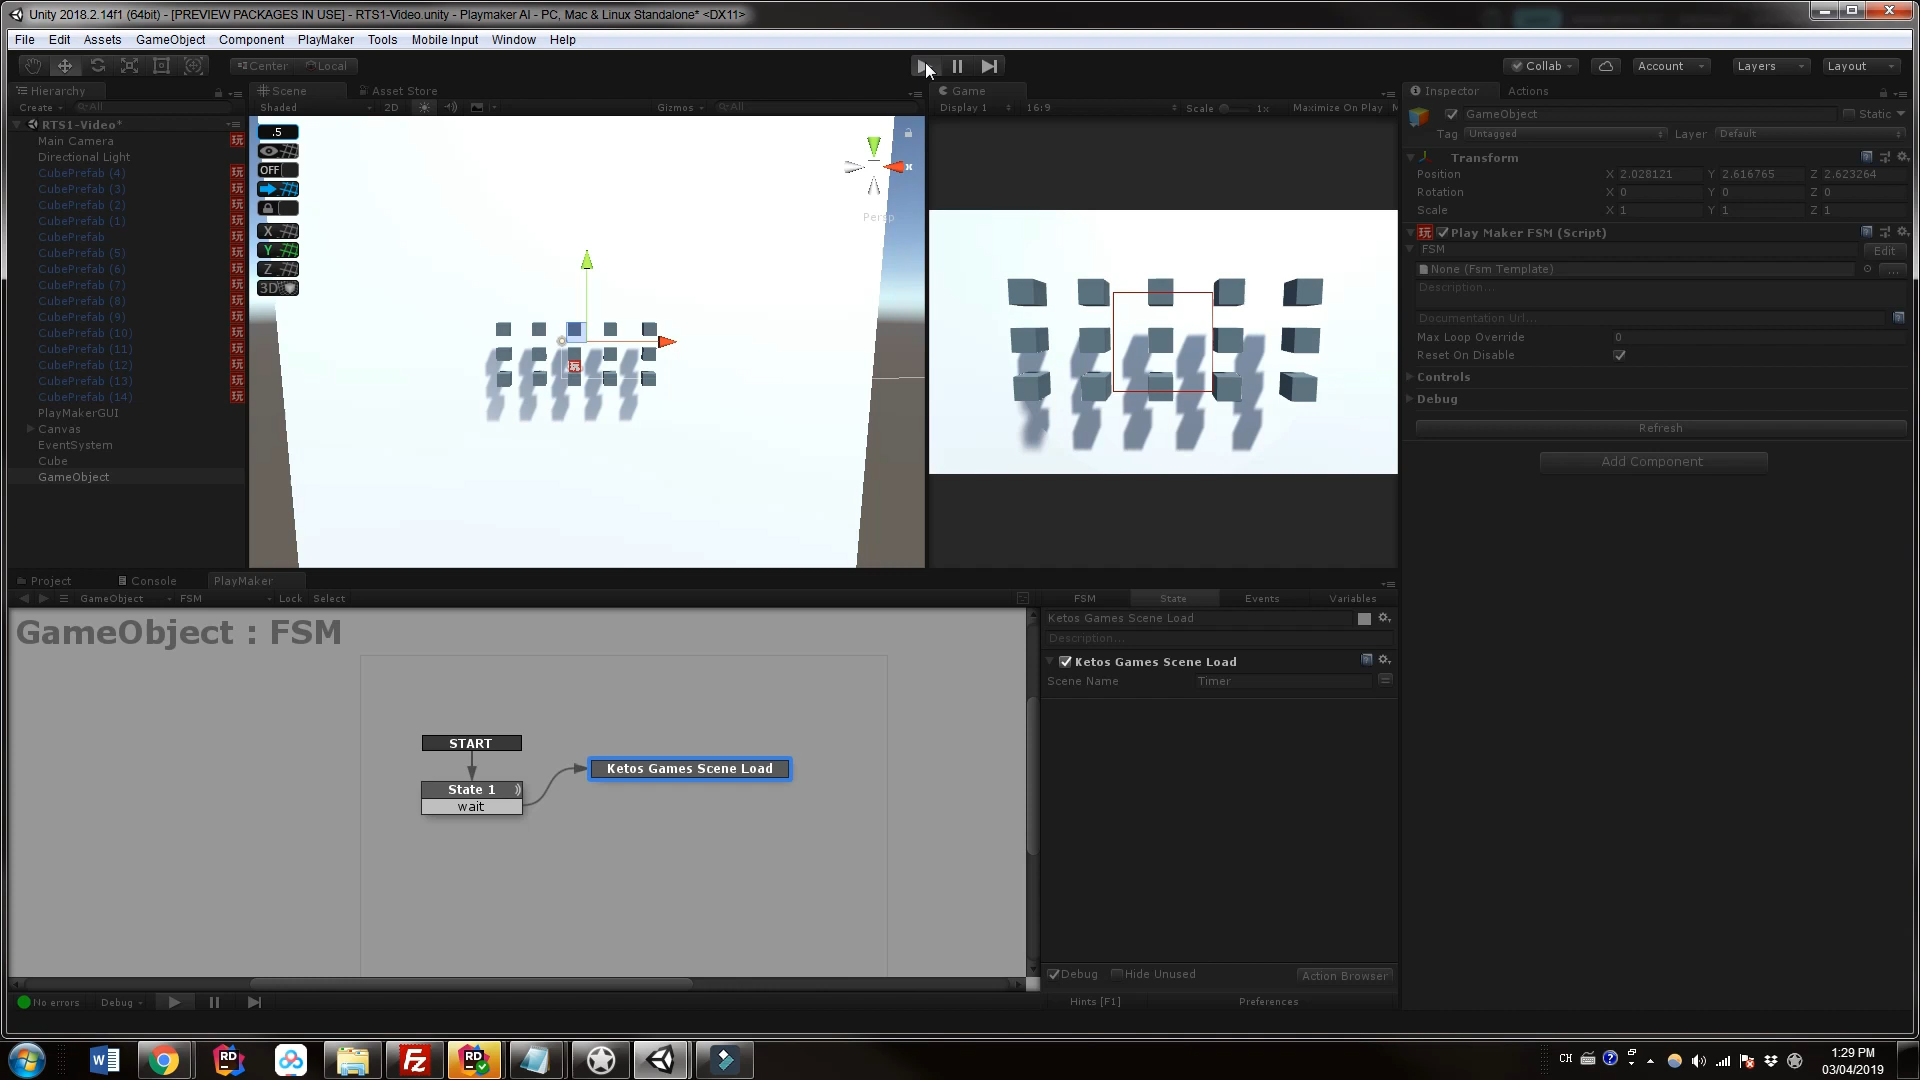 Unity 2018.2.14f1 (64bit) - [PREVIEW PACKAGES IN USE] - RTS1-Video.unity - Playmaker AI - PC, Mac & Linux Standalone* <DX11>
File Edit Assets GameObject Component PlayMaker Tools Mobile Input Window Help
Center Local Collab Account Layers Layout
Hierarchy Scene Asset Store Game Inspector Actions
Create All Shaded 2D Gizmos All Display 1 16:9 Scale 1x Maximize On Play M
RTS1-Video*
Main Camera
Directional Light
CubePrefab (4)
CubePrefab (3)
CubePrefab (2)
CubePrefab (1)
CubePrefab
CubePrefab (5)
CubePrefab (6)
CubePrefab (7)
CubePrefab (8)
CubePrefab (9)
CubePrefab (10)
CubePrefab (11)
CubePrefab (12)
CubePrefab (13)
CubePrefab (14)
PlayMakerGUI
Canvas
EventSystem
Cube
GameObject
.5
OFF
X
Y
Z
3D
x
Persp
玩
GameObject Static
Tag Untagged Layer Default
Transform
Position X 2.028121 Y 2.616765 Z 2.623264
Rotation X 0 Y 0 Z 0
Scale X 1 Y 1 Z 1
玩 Play Maker FSM (Script)
FSM Edit
None (Fsm Template) ...
Description...
Documentation Url...
Max Loop Override 0
Reset On Disable
Controls
Debug
Refresh
Add Component
Project Console PlayMaker
GameObject FSM Lock Select
GameObject : FSM
START
State 1
wait
Ketos Games Scene Load
FSM State Events Variables
Ketos Games Scene Load
Description...
Ketos Games Scene Load
Scene Name Timer
Debug Hide Unused Action Browser
Hints [F1] Preferences
No errors Debug
CH 1:29 PM
03/04/2019